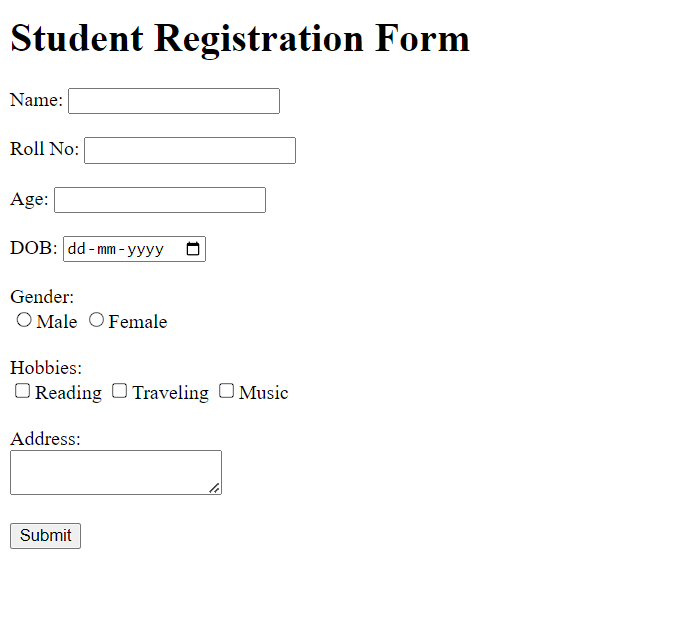 Student Registration Form
Name:
Roll No:
Age:
DOB: dd-mm-yyyy
Gender:
Male Female
Hobbies:
Reading Traveling Music
Address:
Submit